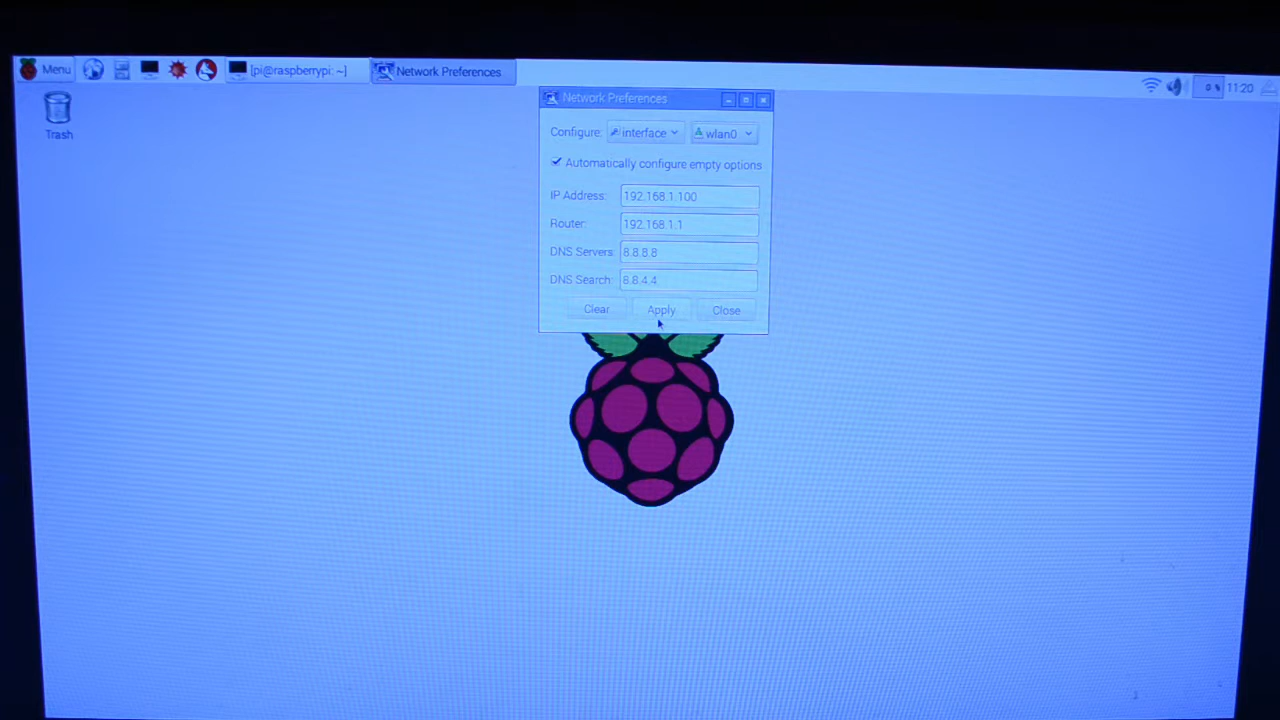 Menu
[pi@raspberrypi: ~]
Network Preferences
0 %
11:20
Trash
Network Preferences
Configure: interface wlan0
Automatically configure empty options
IP Address: 192.168.1.100
Router: 192.168.1.1
DNS Servers: 8.8.8.8
DNS Search: 8.8.4.4
Clear Apply Close